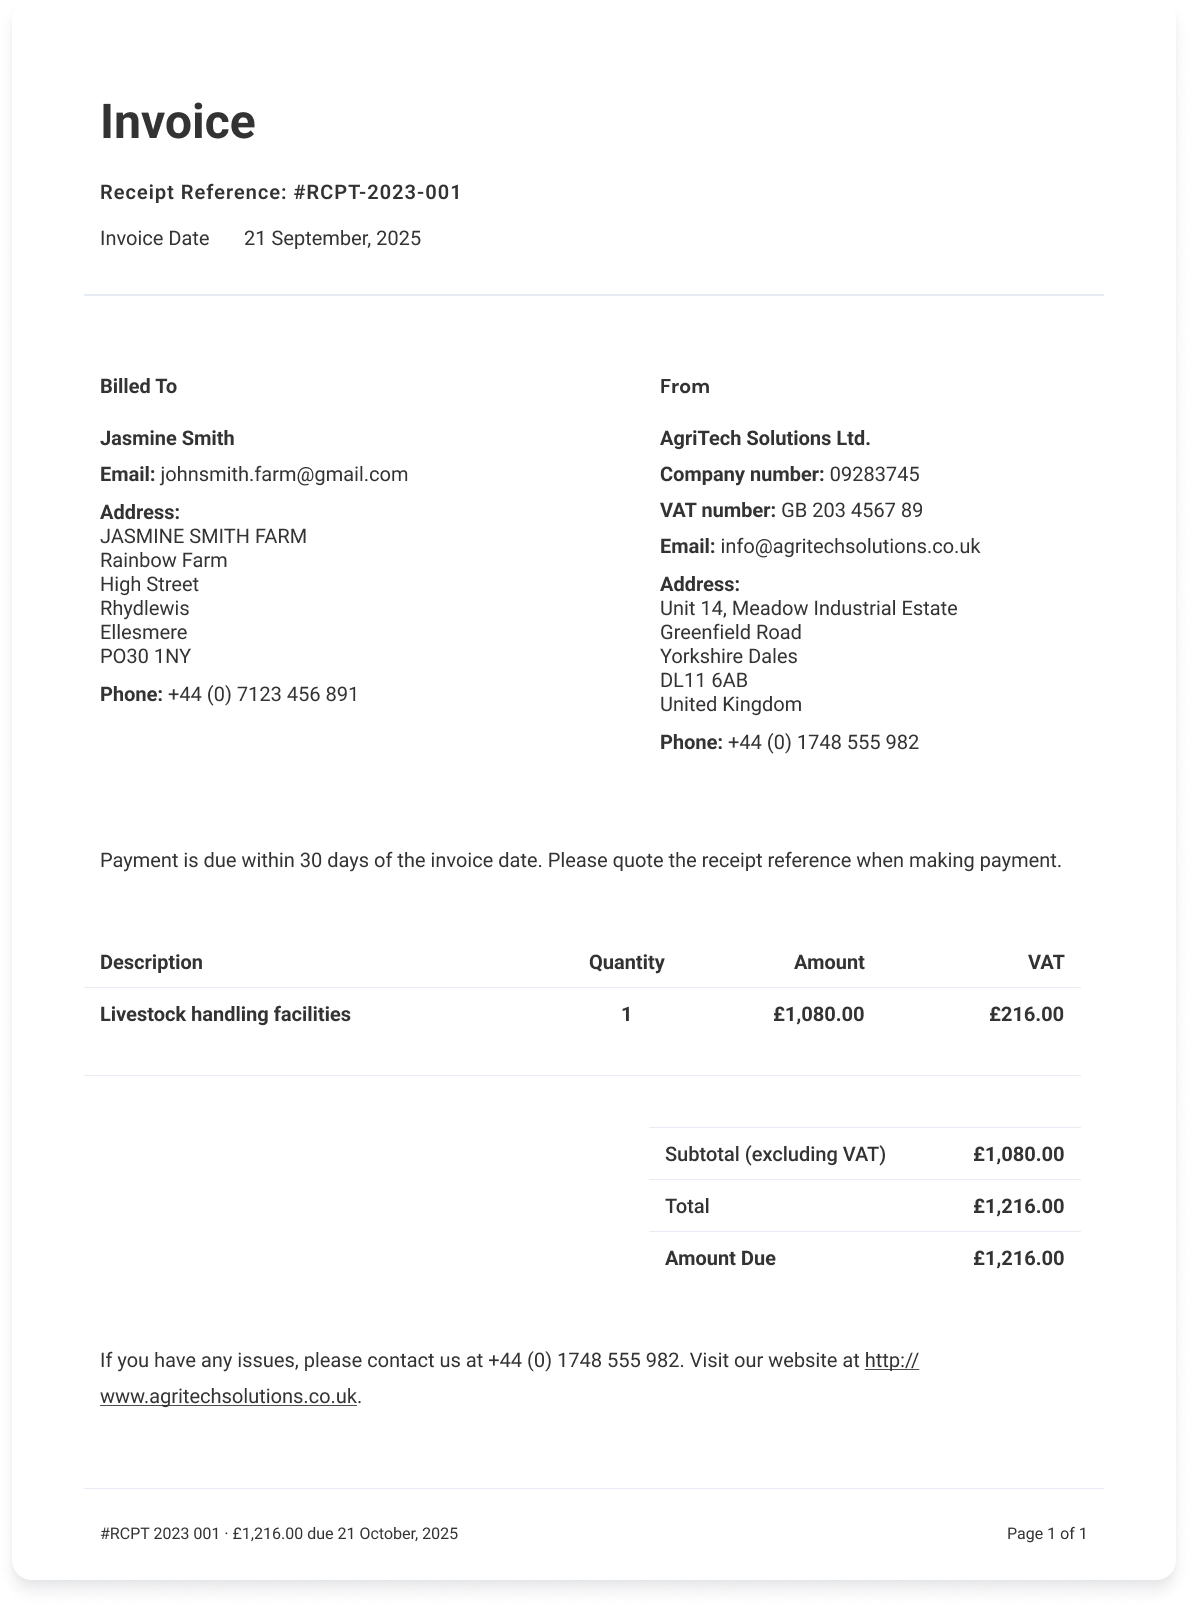 Invoice
Receipt Reference: #RCPT-2023-001
Invoice Date 21 September, 2025
Billed To
Jasmine Smith
Email: johnsmith.farm@gmail.com
Address:
JASMINE SMITH FARM
Rainbow Farm
High Street
Rhydlewis
Ellesmere
PO30 1NY
Phone: +44 (0) 7123 456 891
From
AgriTech Solutions Ltd.
Company number: 09283745
VAT number: GB 203 4567 89
Email: info@agritechsolutions.co.uk
Address:
Unit 14, Meadow Industrial Estate
Greenfield Road
Yorkshire Dales
DL11 6AB
United Kingdom
Phone: +44 (0) 1748 555 982
Payment is due within 30 days of the invoice date. Please quote the receipt reference when making payment.
Description Quantity Amount VAT
Livestock handling facilities 1 £1,080.00 £216.00
Subtotal (excluding VAT) £1,080.00
Total £1,216.00
Amount Due £1,216.00
If you have any issues, please contact us at +44 (0) 1748 555 982. Visit our website at http://
www.agritechsolutions.co.uk.
#RCPT 2023 001 · £1,216.00 due 21 October, 2025 Page 1 of 1